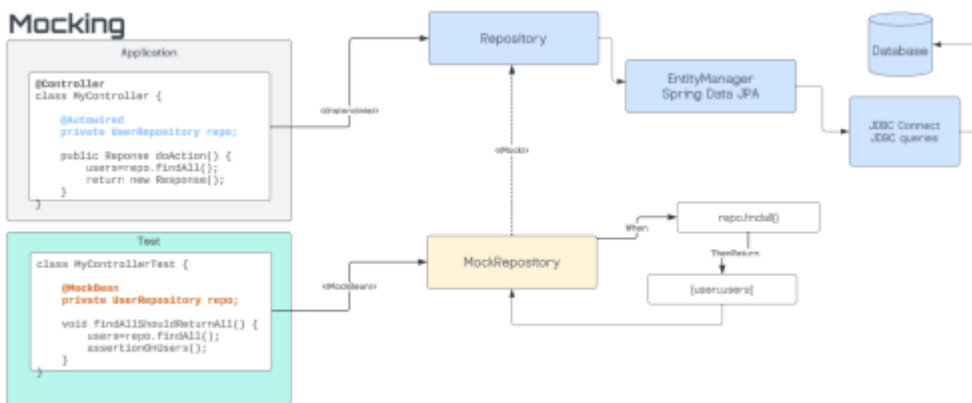 Mocking
Application
@Controller
class MyController {
@Autowired
private UserRepository repo;
public Reponse doAction() {
users=repo.findAll();
return new Response();
}
}
Test
class MyControllerTest {
@MockBean
private UserRepository repo;
void findAllShouldReturnAll() {
users=repo.findAll();
assertionOnUsers();
}
}
Repository
EntityManager
Spring Data JPA
Database
JDBC Connect
JDBC queries
<<Mock>>
<<MockBean>>
MockRepository
When
repo.findall()
ThenReturn